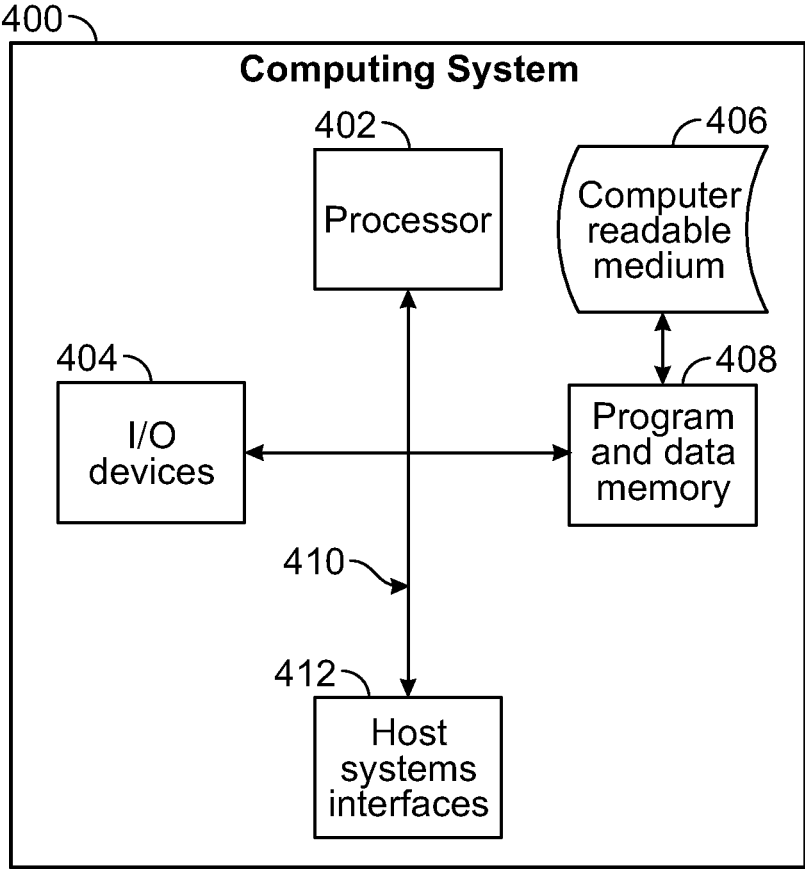 400
Computing System
402
Processor
406
Computer
readable
medium
404
I/O
devices
408
Program
and data
memory
410
412
Host
systems
interfaces